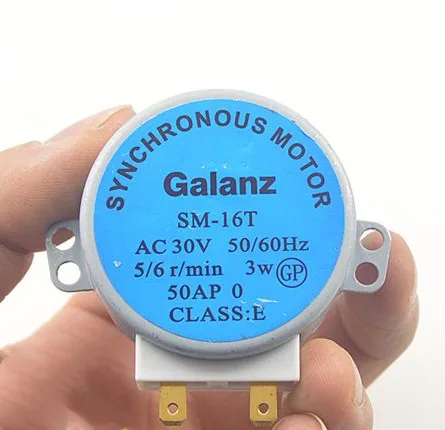 SYNCHRONOUS MOTOR
Galanz
SM-16T
AC 30V 50/60Hz
5/6 r/min 3w GP
50AP 0
CLASS:E